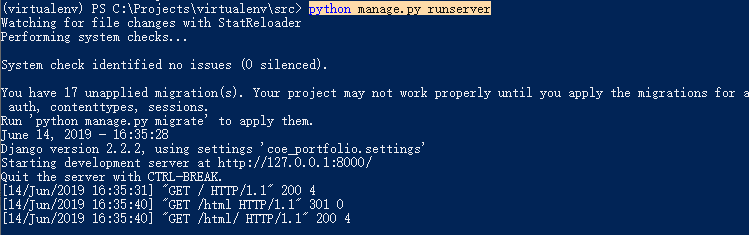 (virtualenv) PS C:\Projects\virtualenv\src> python manage.py runserver
Watching for file changes with StatReloader
Performing system checks...
System check identified no issues (0 silenced).
You have 17 unapplied migration(s). Your project may not work properly until you apply the migrations for a
auth, contenttypes, sessions.
Run 'python manage.py migrate' to apply them.
June 14, 2019 - 16:35:28
Django version 2.2.2, using settings 'coe_portfolio.settings'
Starting development server at http://127.0.0.1:8000/
Quit the server with CTRL-BREAK.
[14/Jun/2019 16:35:31] "GET / HTTP/1.1" 200 4
[14/Jun/2019 16:35:40] "GET /html HTTP/1.1" 301 0
[14/Jun/2019 16:35:40] "GET /html/ HTTP/1.1" 200 4